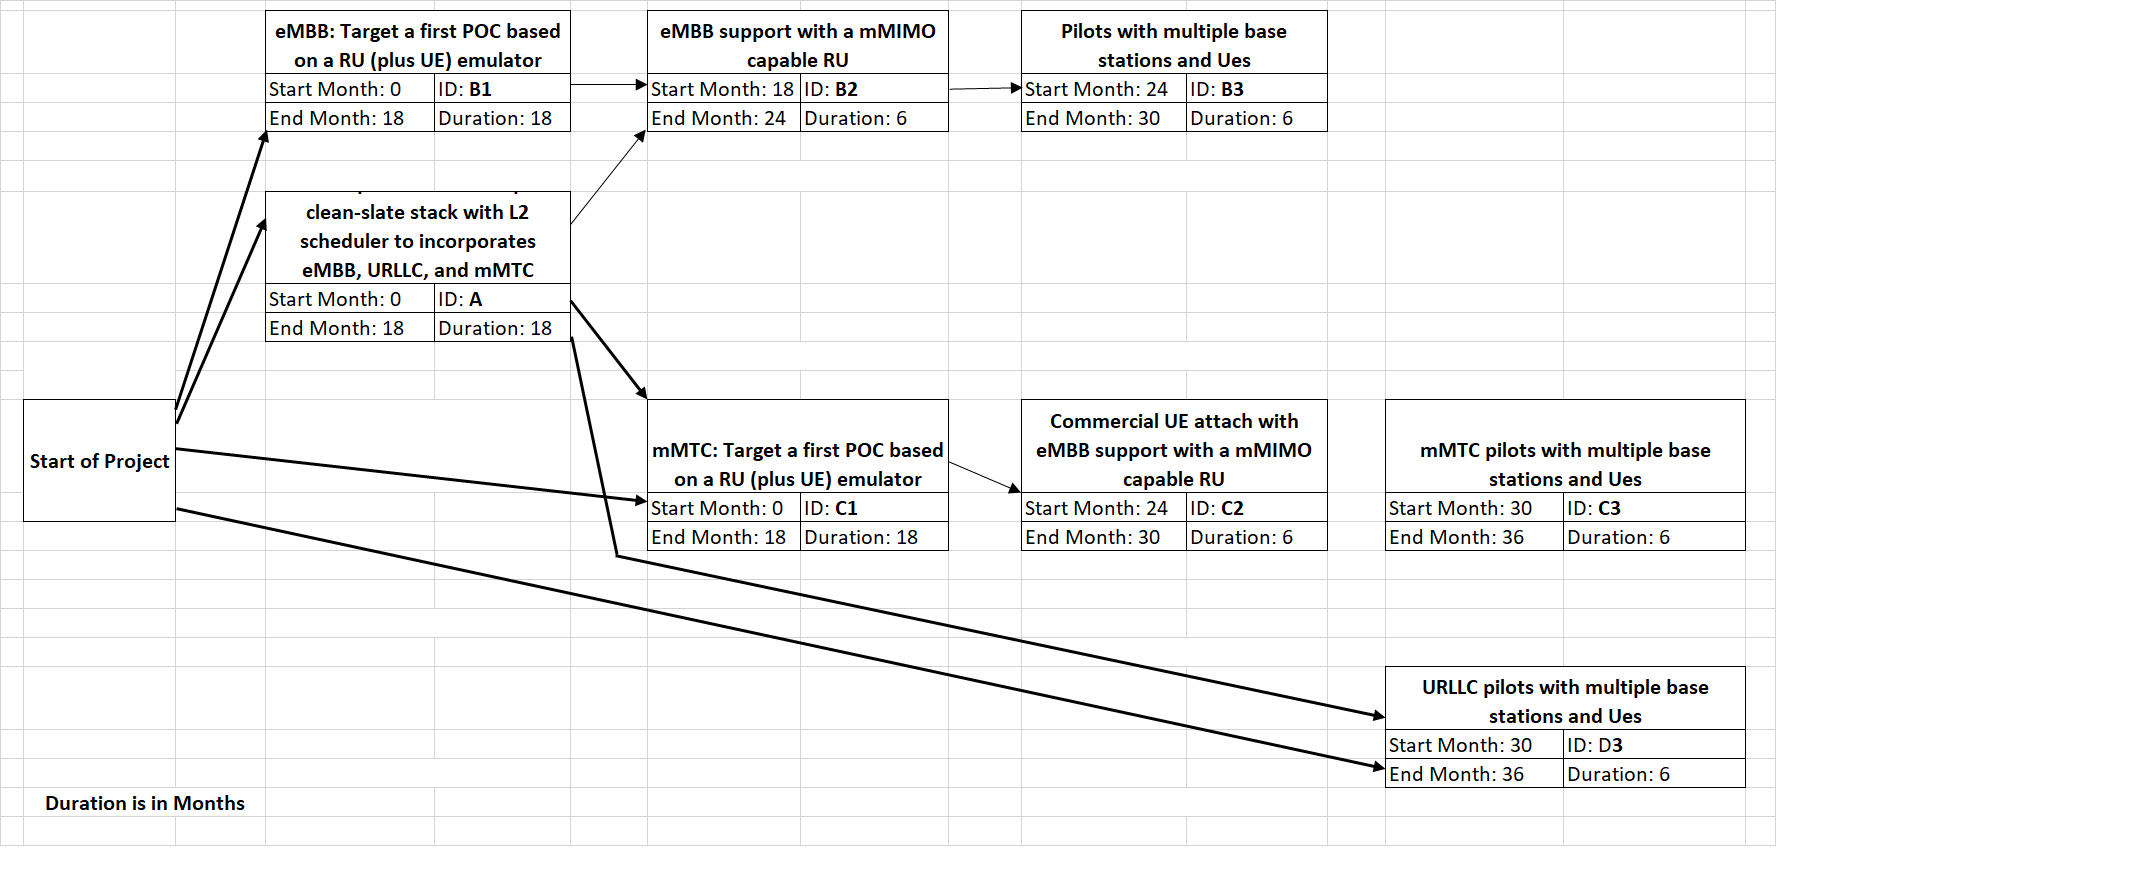 eMBB: Target a first POC based
on a RU (plus UE) emulator
Start Month: 0 ID: B1
End Month: 18 Duration: 18
eMBB support with a mMIMO
capable RU
Start Month: 18 ID: B2
End Month: 24 Duration: 6
Pilots with multiple base
stations and Ues
Start Month: 24 ID: B3
End Month: 30 Duration: 6
clean-slate stack with L2
scheduler to incorporates
eMBB, URLLC, and mMTC
Start Month: 0 ID: A
End Month: 18 Duration: 18
Start of Project
mMTC: Target a first POC based
on a RU (plus UE) emulator
Start Month: 0 ID: C1
End Month: 18 Duration: 18
Commercial UE attach with
eMBB support with a mMIMO
capable RU
Start Month: 24 ID: C2
End Month: 30 Duration: 6
mMTC pilots with multiple base
stations and Ues
Start Month: 30 ID: C3
End Month: 36 Duration: 6
URLLC pilots with multiple base
stations and Ues
Start Month: 30 ID: D3
End Month: 36 Duration: 6
Duration is in Months